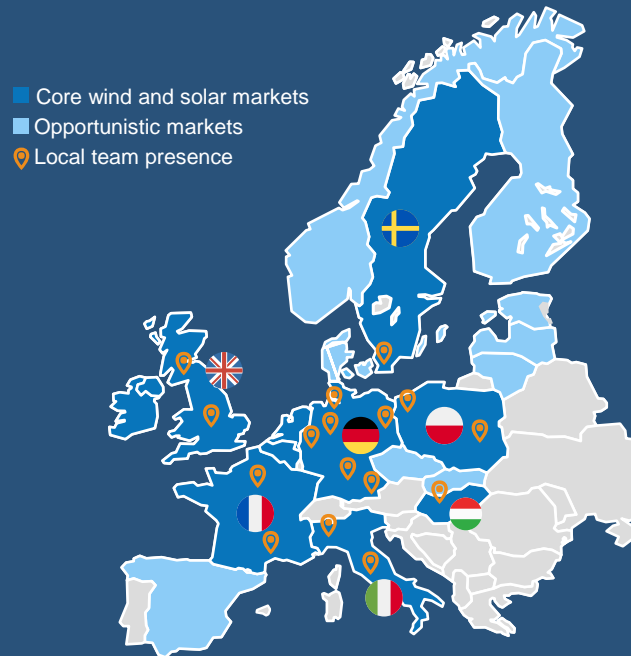 Core wind and solar markets
Opportunistic markets
Local team presence